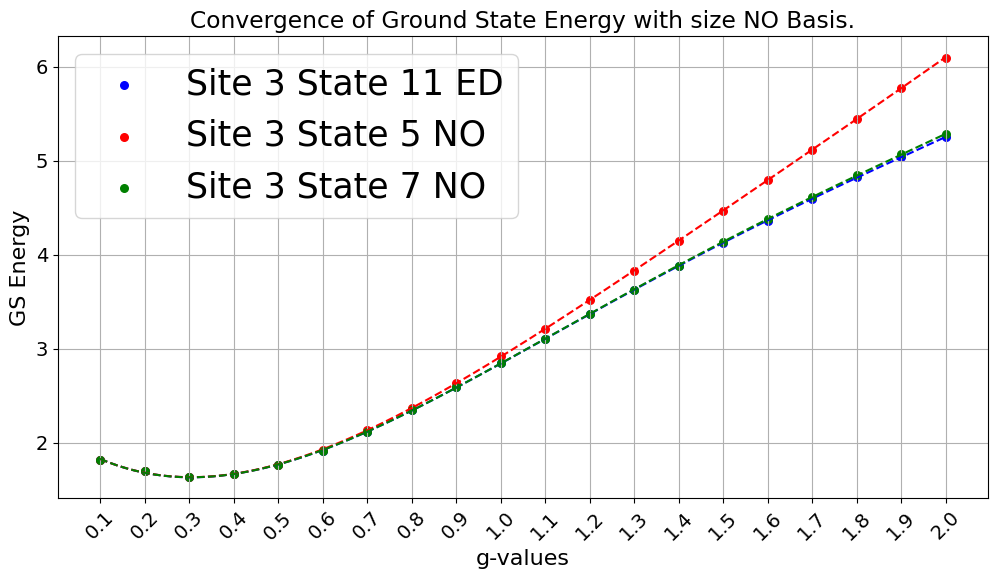 Convergence of Ground State Energy with size NO Basis.
Site 3 State 11 ED
Site 3 State 5 NO
Site 3 State 7 NO
GS Energy
6
5
4
3
2
0.1 0.2 0.3 0.4 0.5 0.6 0.7 0.8 0.9 1.0 1.1 1.2 1.3 1.4 1.5 1.6 1.7 1.8 1.9 2.0
g-values